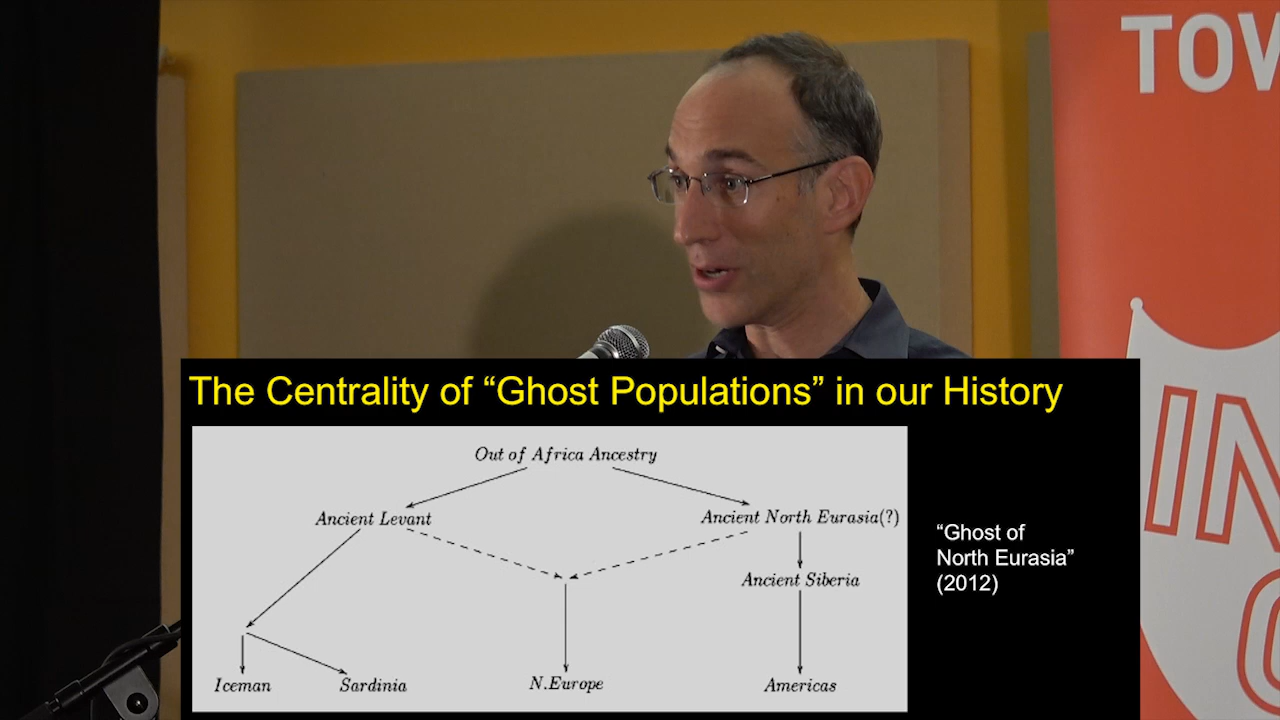 TOW
The Centrality of “Ghost Populations” in our History
Out of Africa Ancestry
Ancient Levant
Ancient North Eurasia(?)
“Ghost of
North Eurasia”
(2012)
Ancient Siberia
Iceman
Sardinia
N.Europe
Americas
IN